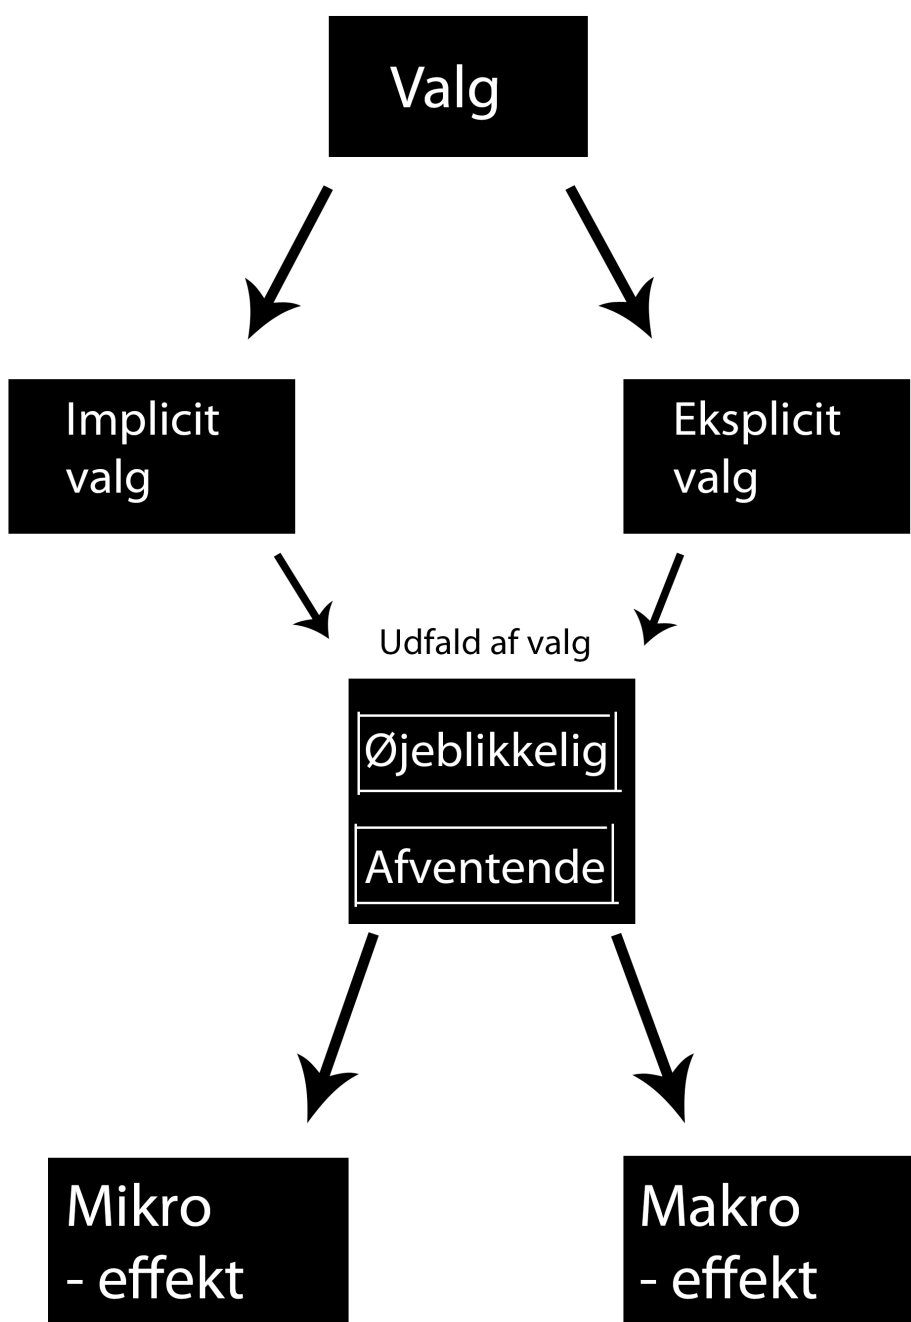 Valg
Implicit
valg
Eksplicit
valg
Udfald af valg
Øjeblikkelig
Afventende
Mikro
- effekt
Makro
- effekt